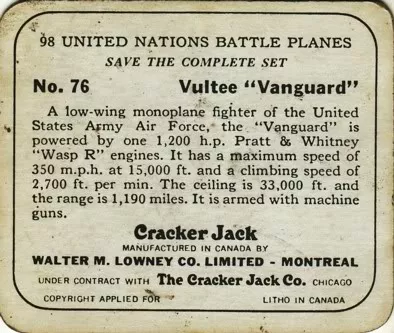 98 UNITED NATIONS BATTLE PLANES
SAVE THE COMPLETE SET
No. 76 Vultee "Vanguard"
A low-wing monoplane fighter of the United
States Army Air Force, the "Vanguard" is
powered by one 1,200 h.p. Pratt & Whitney
"Wasp R" engines. It has a maximum speed of
350 m.p.h. at 15,000 ft. and a climbing speed of
2,700 ft. per min. The ceiling is 33,000 ft. and
the range is 1,190 miles. It is armed with machine
guns.
Cracker Jack
MANUFACTURED IN CANADA BY
WALTER M. LOWNEY CO. LIMITED - MONTREAL
UNDER CONTRACT WITH The Cracker Jack Co. CHICAGO
COPYRIGHT APPLIED FOR LITHO IN CANADA